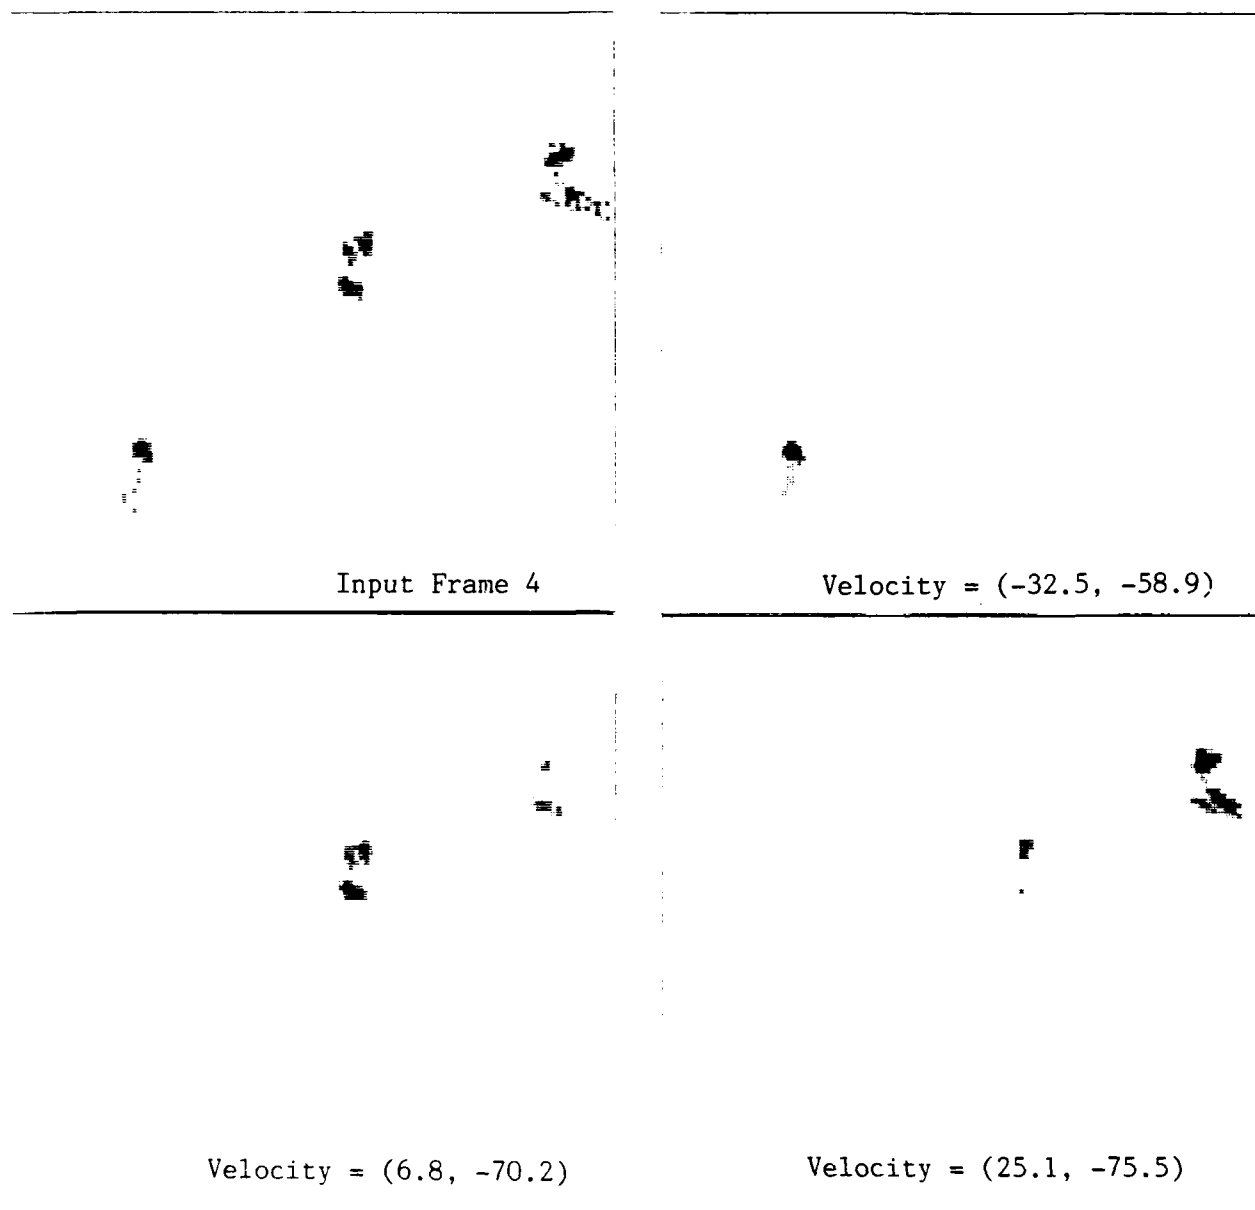 Input Frame 4
Velocity = (-32.5, -58.9)
Velocity = (6.8, -70.2)
Velocity = (25.1, -75.5)